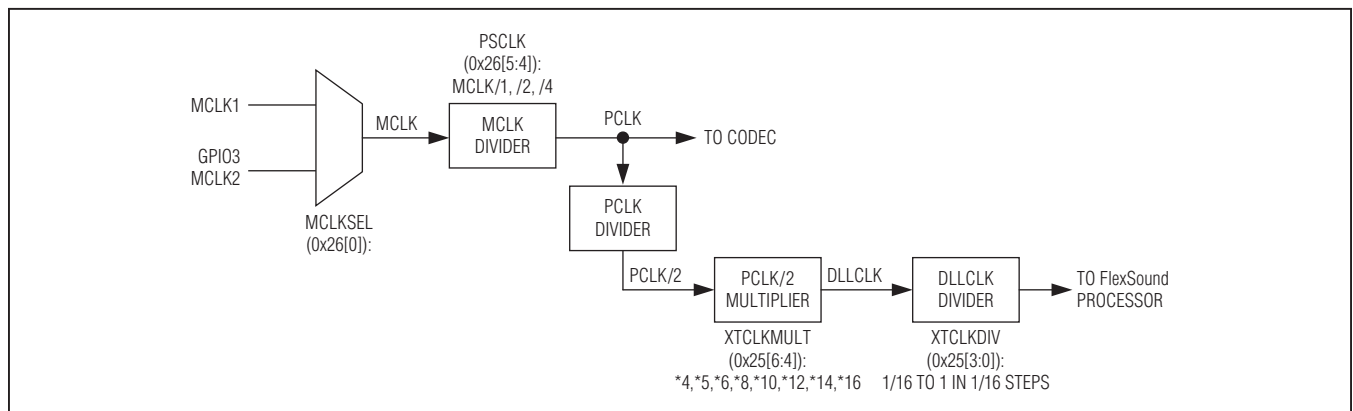 PSCLK
(0x26[5:4]):
MCLK/1, /2, /4
MCLK1
MCLK
MCLK
DIVIDER
PCLK
TO CODEC
GPIO3
MCLK2
MCLKSEL
(0x26[0]):
PCLK
DIVIDER
PCLK/2
PCLK/2
MULTIPLIER
DLLCLK
DLLCLK
DIVIDER
TO FlexSound
PROCESSOR
XTCLKMULT
(0x25[6:4]):
*4,*5,*6,*8,*10,*12,*14,*16
XTCLKDIV
(0x25[3:0]):
1/16 TO 1 IN 1/16 STEPS